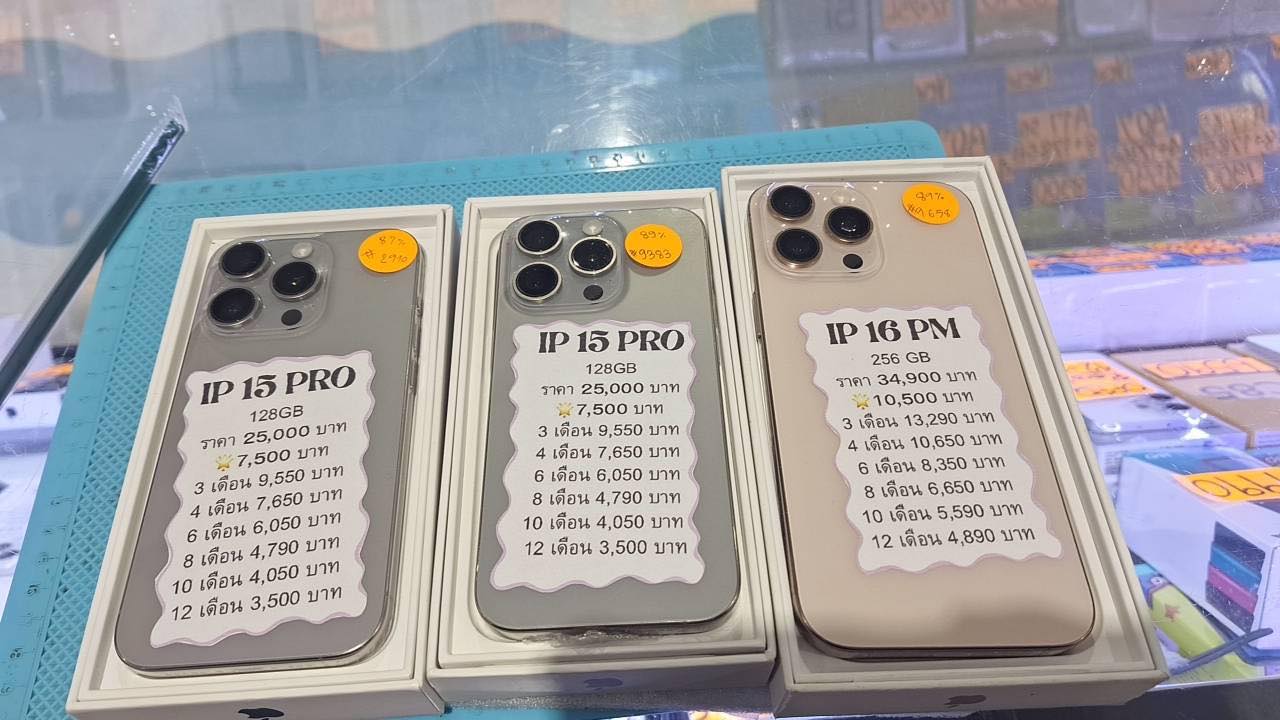 87%
2910
IP 15 PRO
128GB
ราคา 25,000 บาท
7,500 บาท
3 เดือน 9,550 บาท
4 เดือน 7,650 บาท
6 เดือน 6,050 บาท
8 เดือน 4,790 บาท
10 เดือน 4,050 บาท
12 เดือน 3,500 บาท
89%
*9383
IP 15 PRO
128GB
ราคา 25,000 บาท
7,500 บาท
3 เดือน 9,550 บาท
4 เดือน 7,650 บาท
6 เดือน 6,050 บาท
8 เดือน 4,790 บาท
10 เดือน 4,050 บาท
12 เดือน 3,500 บาท
89%
#9658
IP 16 PM
256 GB
ราคา 34,900 บาท
10,500 บาท
3 เดือน 13,290 บาท
4 เดือน 10,650 บาท
6 เดือน 8,350 บาท
8 เดือน 6,650 บาท
10 เดือน 5,590 บาท
12 เดือน 4,890 บาท